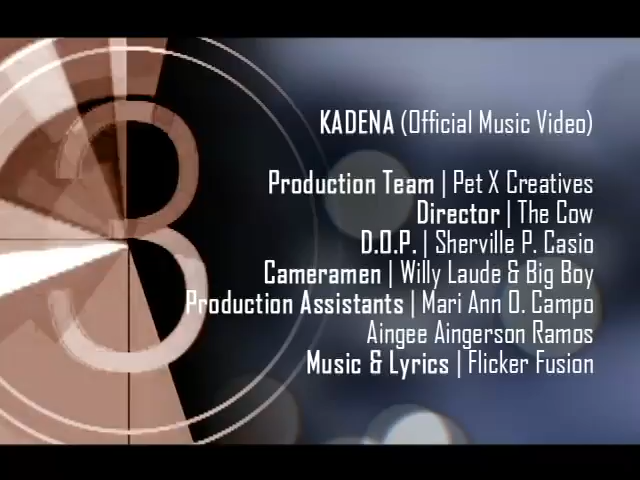 3
KADENA (Official Music Video)
Production Team | Pet X Creatives
Director | The Cow
D.O.P. | Sherville P. Casio
Cameramen | Willy Laude & Big Boy
Production Assistants | Mari Ann O. Campo
Aingee Aingerson Ramos
Music & Lyrics | Flicker Fusion